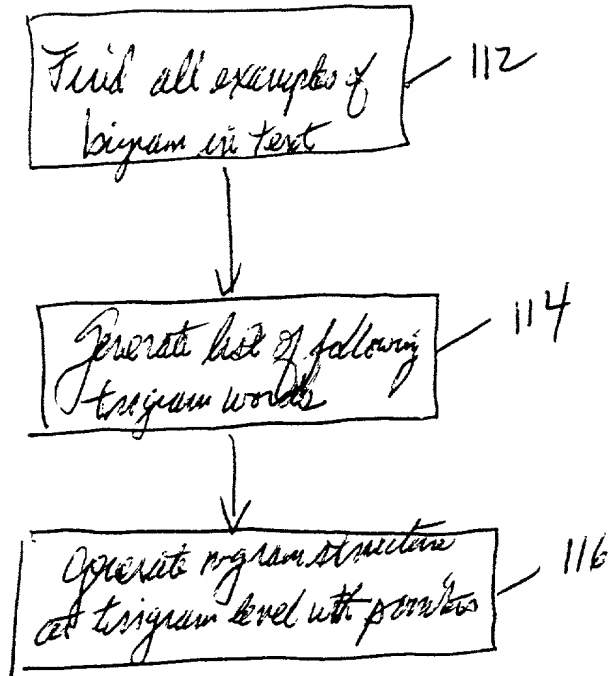 Find all examples of
bigram in text
112
Generate list of following
trigram words
114
Generate ngram structure
at trigram level with pointers
116